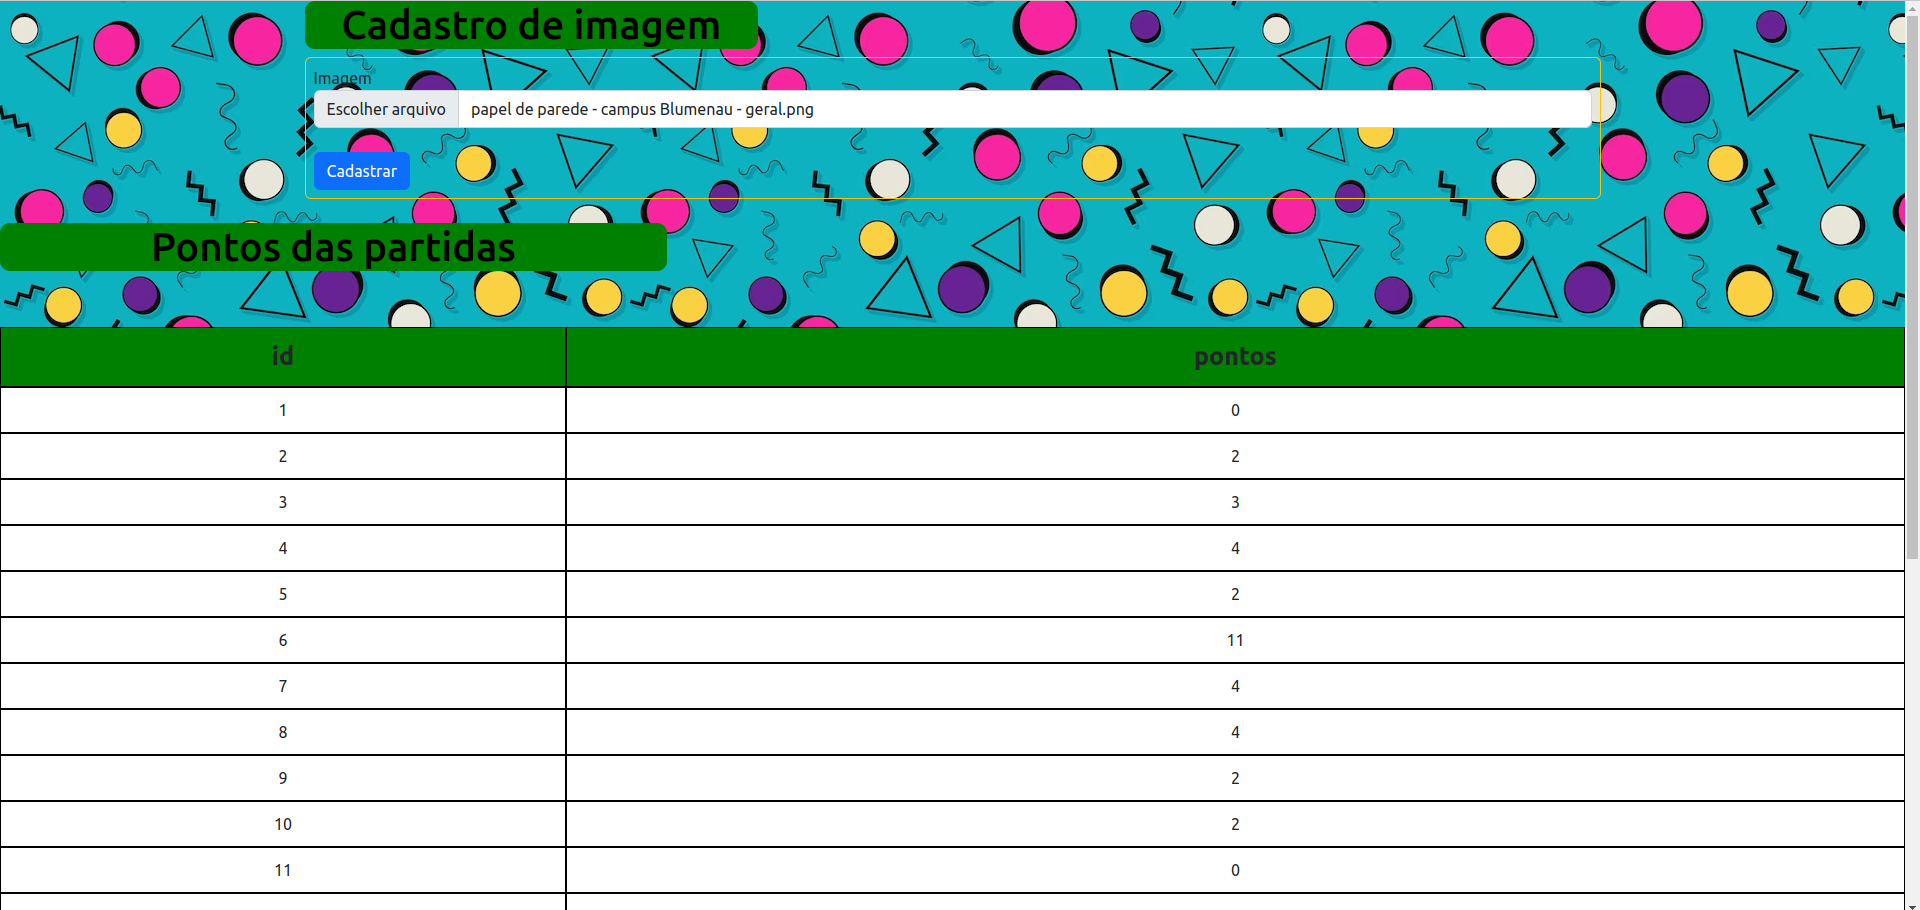 Cadastro de imagem
Imagem
Escolher arquivo papel de parede - campus Blumenau - geral.png
Cadastrar
Pontos das partidas
id pontos
1 0
2 2
3 3
4 4
5 2
6 11
7 4
8 4
9 2
10 2
11 0